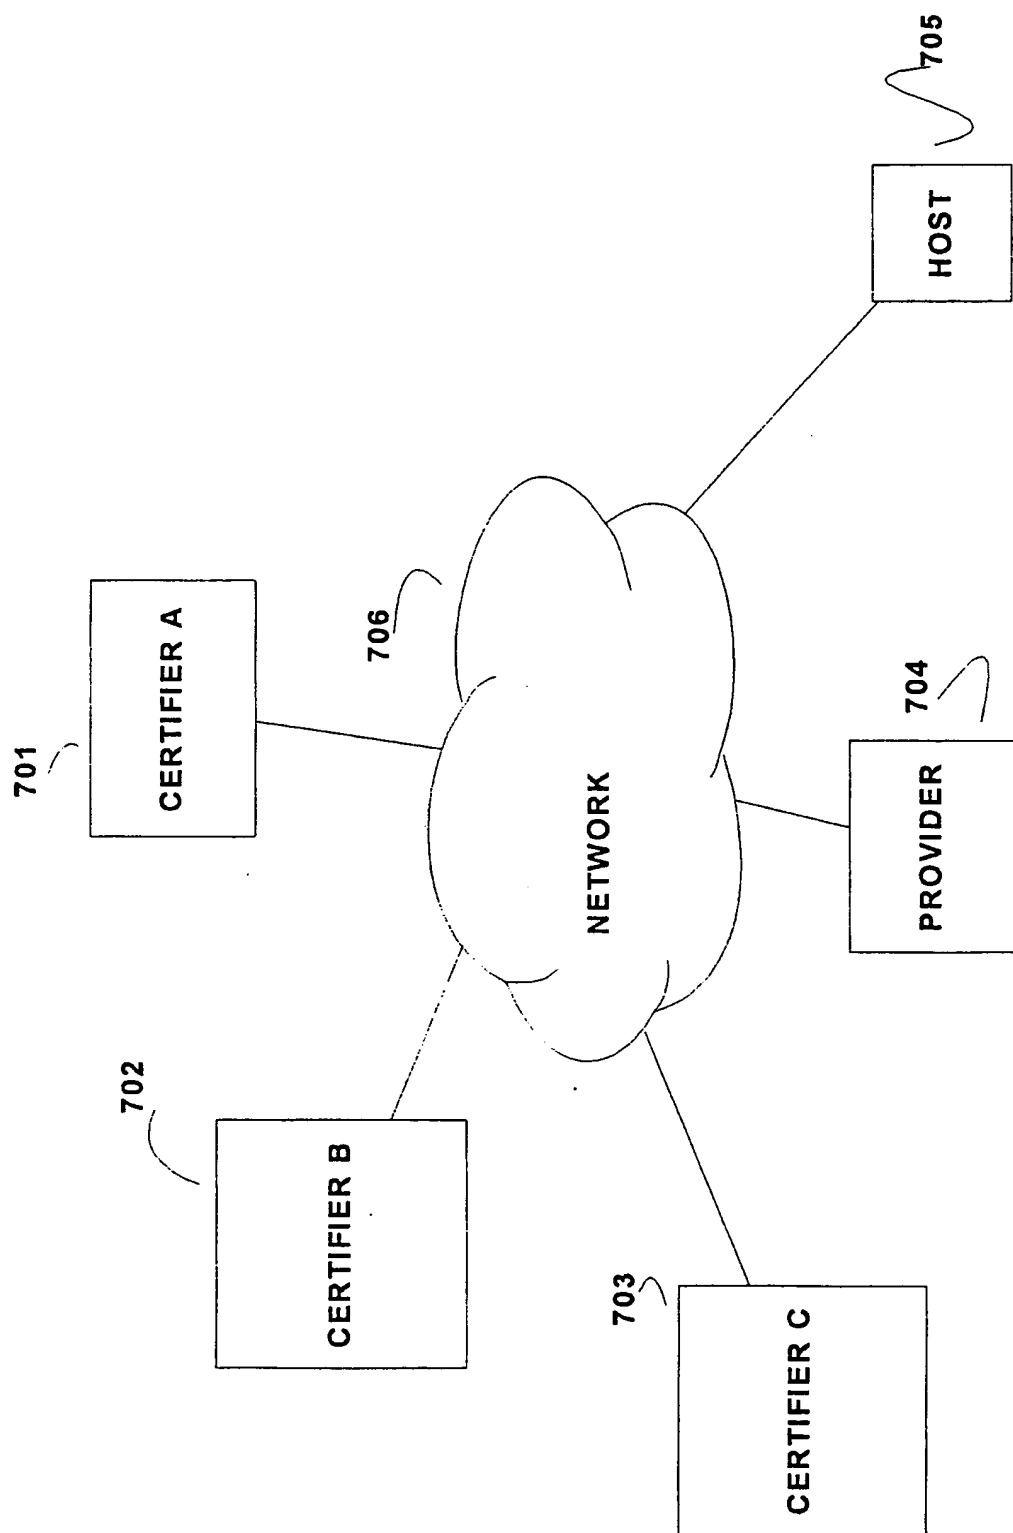 701
CERTIFIER A
702
CERTIFIER B
703
CERTIFIER C
706
NETWORK
704
PROVIDER
705
HOST